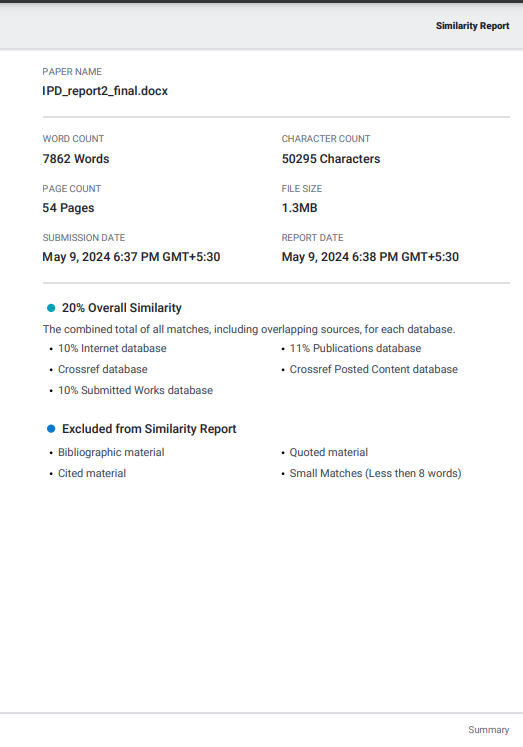 Similarity Report
PAPER NAME
IPD_report2_final.docx
WORD COUNT
CHARACTER COUNT
7862 Words
50295 Characters
PAGE COUNT
FILE SIZE
54 Pages
1.3MB
SUBMISSION DATE
REPORT DATE
May 9, 2024 6:37 PM GMT+5:30
May 9, 2024 6:38 PM GMT+5:30
20% Overall Similarity
The combined total of all matches, including overlapping sources, for each database.
• 10% Internet database
• 11% Publications database
• Crossref database
• Crossref Posted Content database
• 10% Submitted Works database
Excluded from Similarity Report
• Bibliographic material
• Quoted material
• Cited material
• Small Matches (Less then 8 words)
Summary